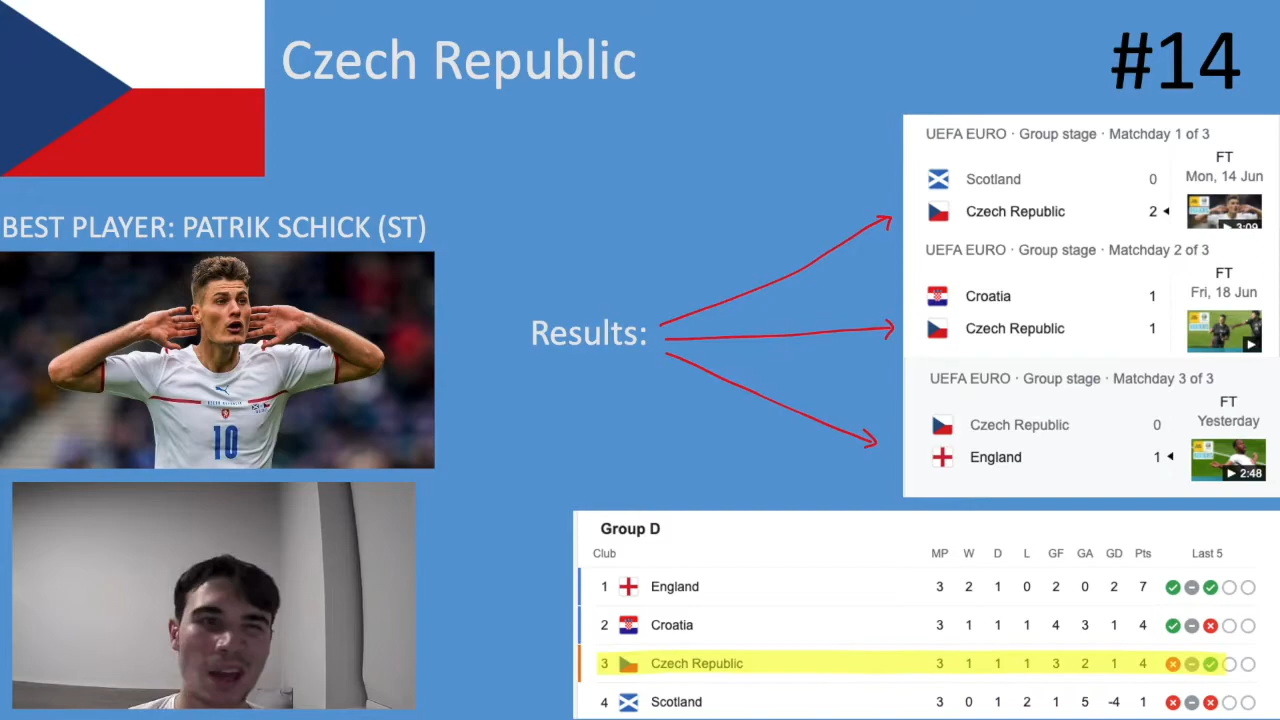 Czech Republic
#14
BEST PLAYER: PATRIK SCHICK (ST)
10
Results:
UEFA EURO · Group stage · Matchday 1 of 3
FT
Mon, 14 Jun
Scotland 0
Czech Republic 2
3:09
UEFA EURO · Group stage · Matchday 2 of 3
FT
Fri, 18 Jun
Croatia 1
Czech Republic 1
UEFA EURO · Group stage · Matchday 3 of 3
FT
Yesterday
Czech Republic 0
England 1
2:48
Group D
Club MP W D L GF GA GD Pts Last 5
1 England 3 2 1 0 2 0 2 7
2 Croatia 3 1 1 1 4 3 1 4
3 Czech Republic 3 1 1 1 3 2 1 4
4 Scotland 3 0 1 2 1 5 -4 1